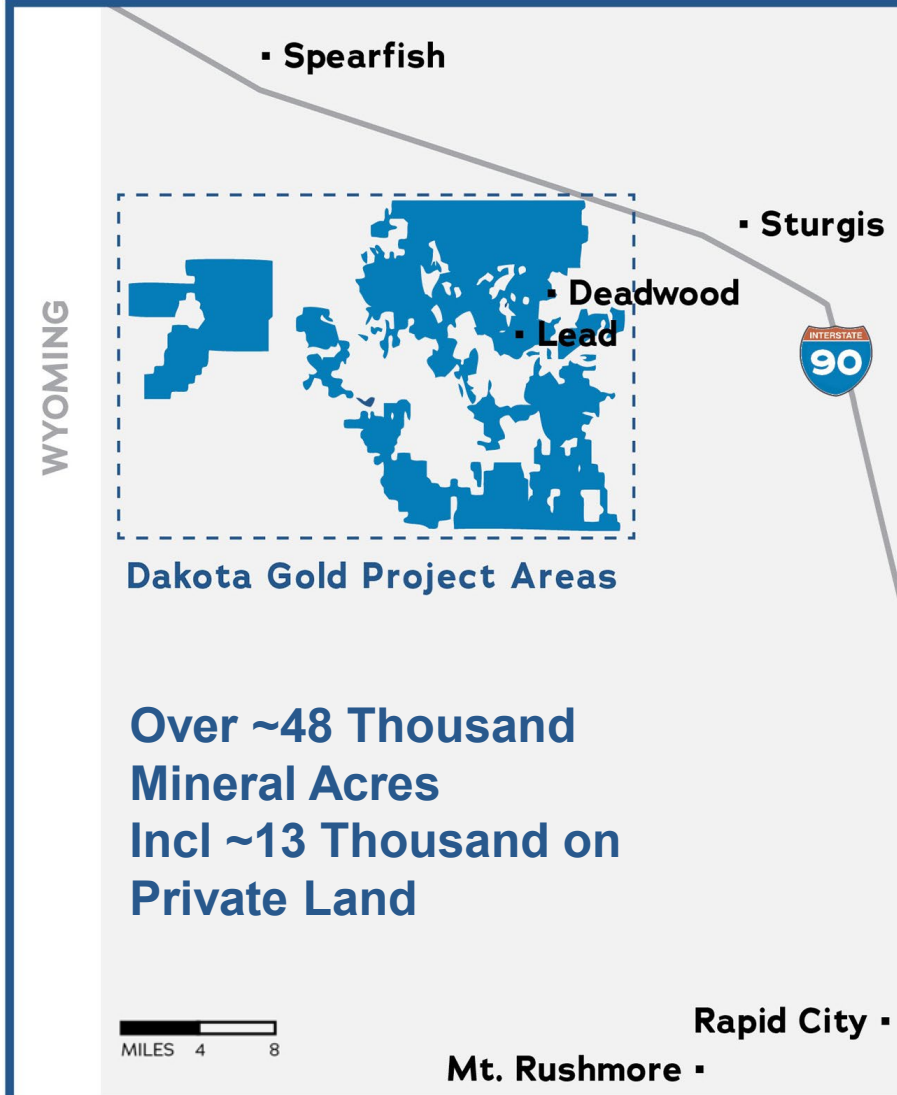 Spearfish
Sturgis
Deadwood
Lead
WYOMING
INTERSTATE
90
Dakota Gold Project Areas
Over ~48 Thousand
Mineral Acres
Incl ~13 Thousand on
Private Land
MILES 4 8
Rapid City
Mt. Rushmore